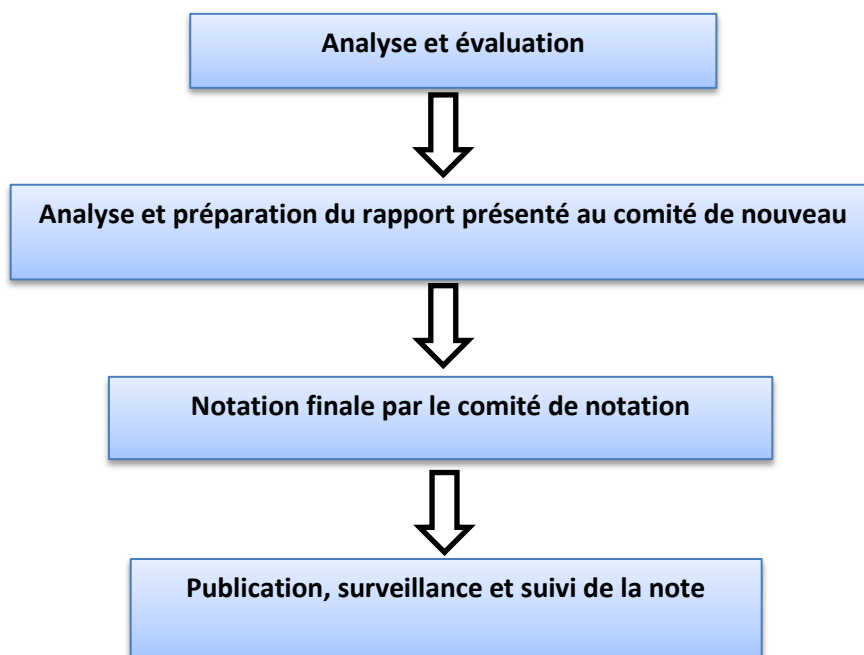 Analyse et évaluation
Analyse et préparation du rapport présenté au comité de nouveau
Notation finale par le comité de notation
Publication, surveillance et suivi de la note